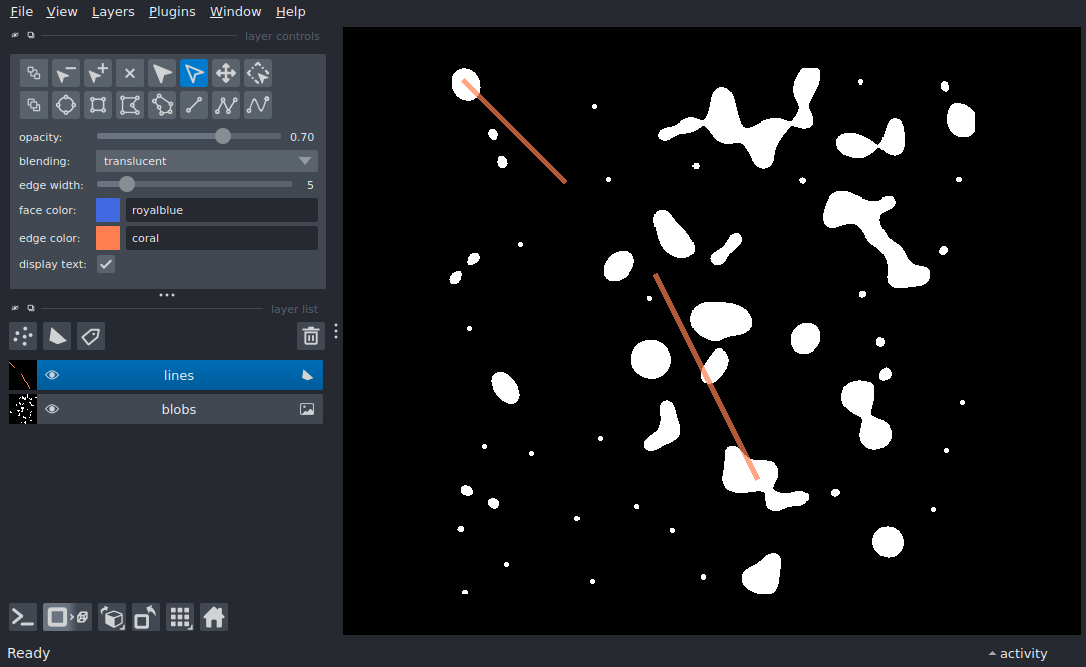 File View Layers Plugins Window Help
layer controls
opacity: 0.70
blending: translucent
edge width: 5
face color: royalblue
edge color: coral
display text:
layer list
lines
blobs
Ready
activity